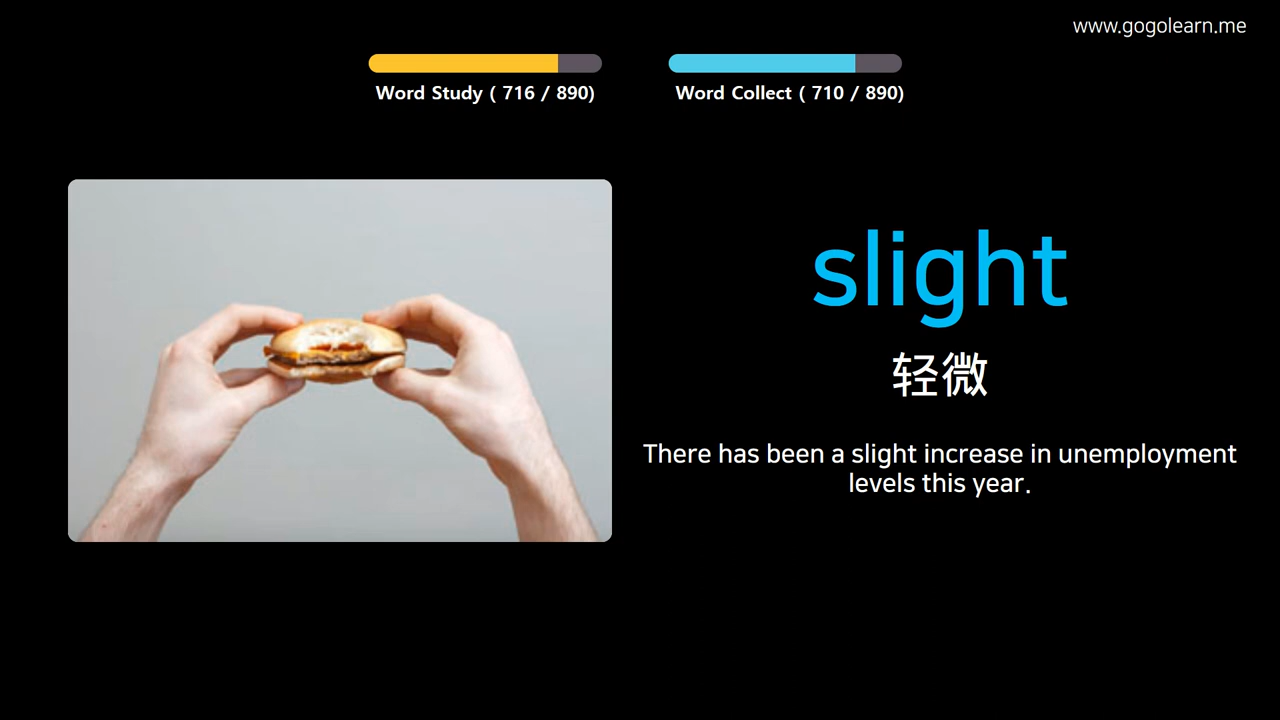 www.gogolearn.me
Word Study ( 716 / 890)
Word Collect ( 710 / 890)
slight
轻微
There has been a slight increase in unemployment
levels this year.